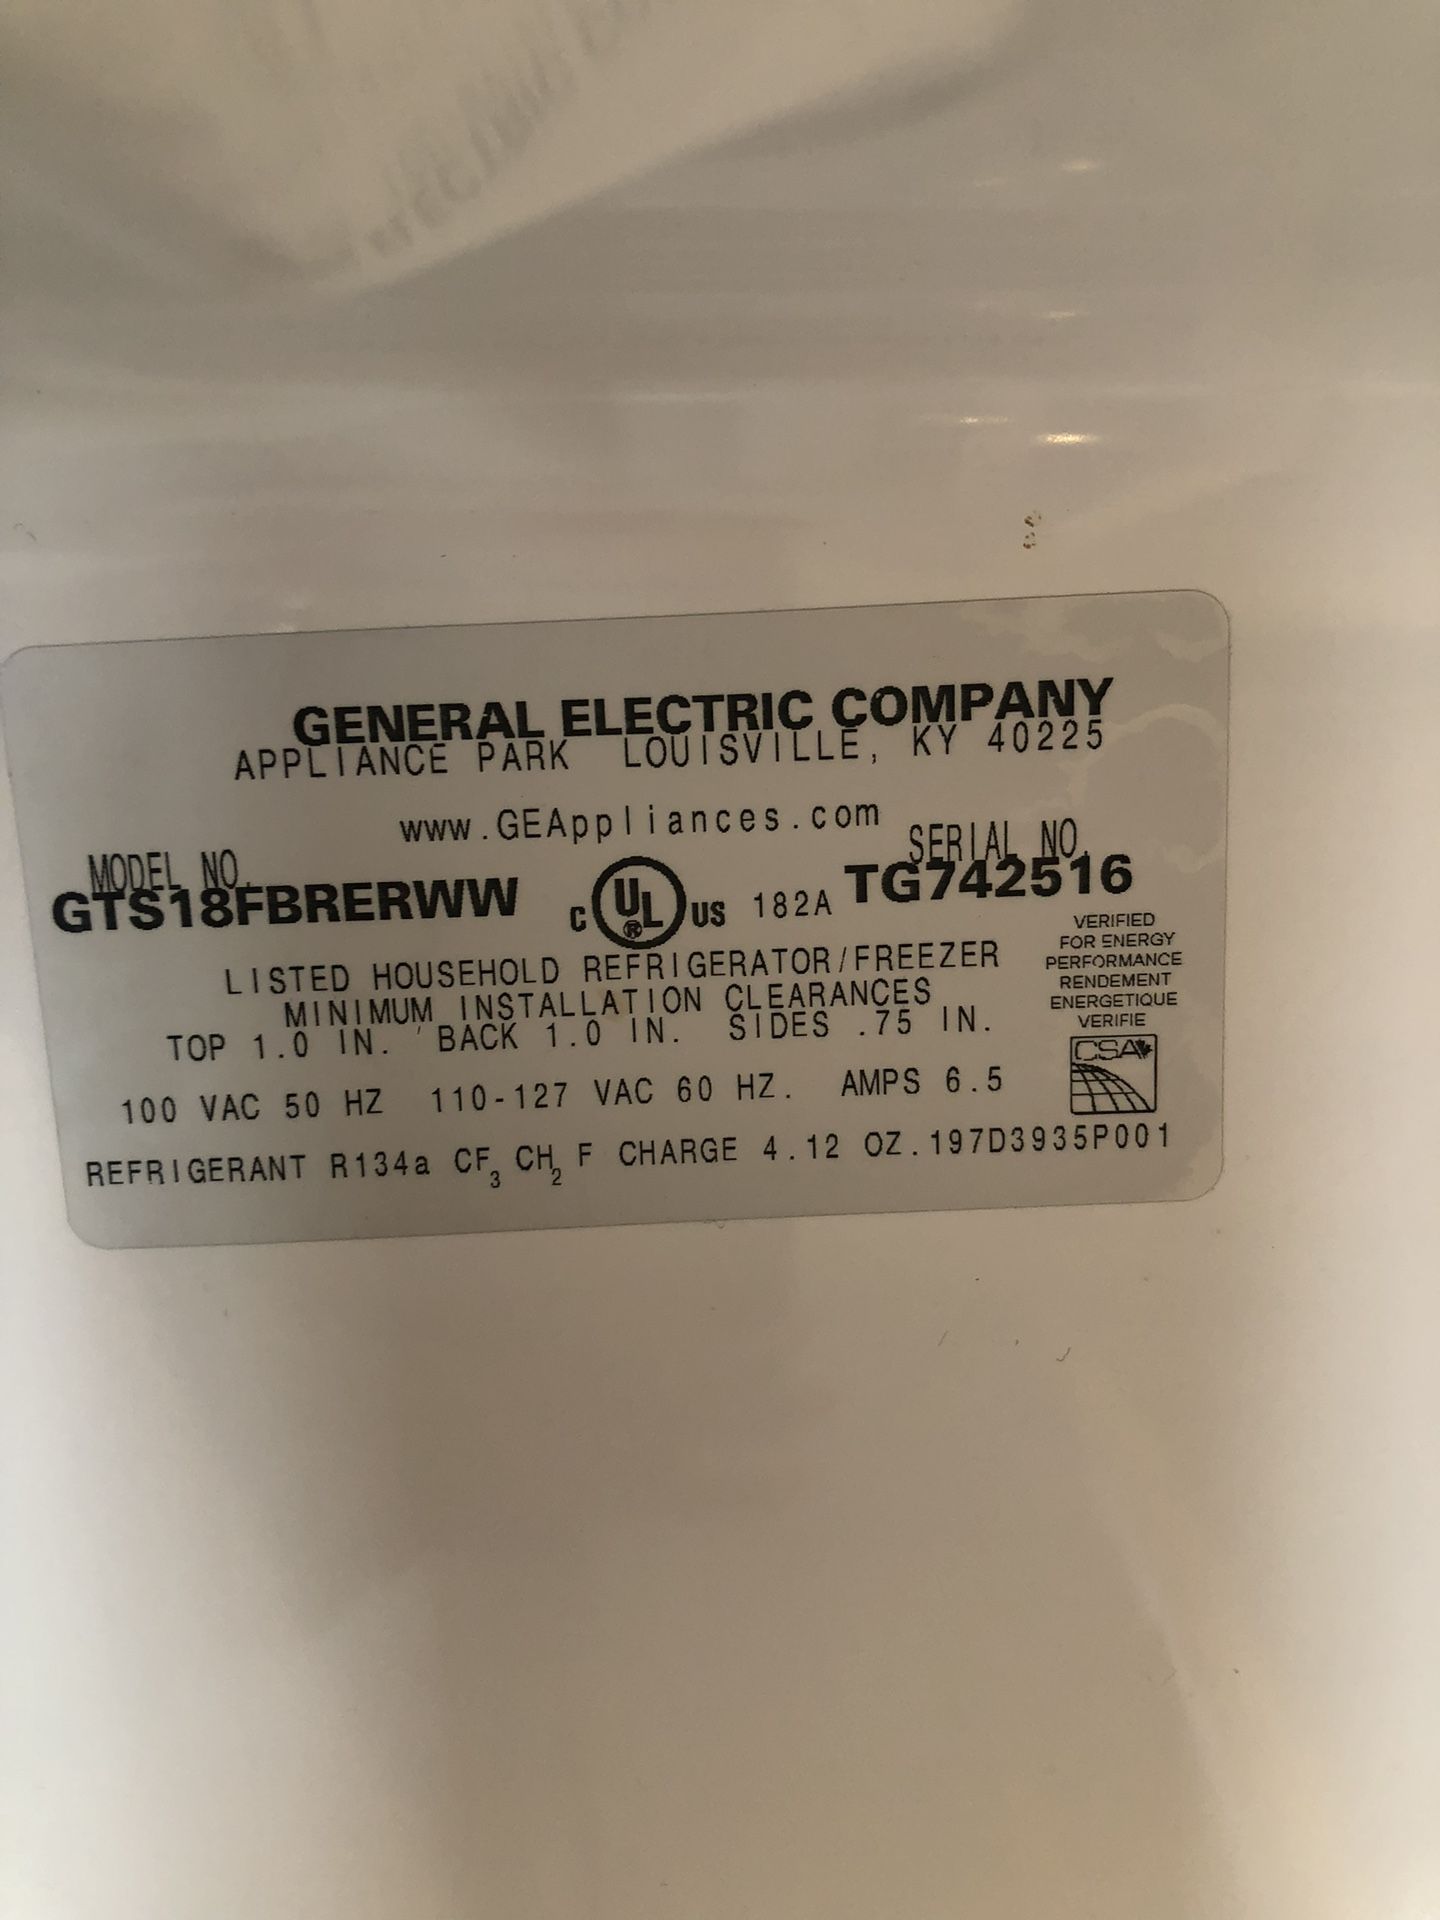 GENERAL ELECTRIC COMPANY
APPLIANCE PARK LOUISVILLE, KY 40225
www.GEAppliances.com
MODEL NO. SERIAL NO.
GTS18FBRERWW C UL® US 182A TG742516
LISTED HOUSEHOLD REFRIGERATOR/FREEZER
MINIMUM INSTALLATION CLEARANCES
TOP 1.0 IN. BACK 1.0 IN. SIDES .75 IN.
VERIFIED
FOR ENERGY
PERFORMANCE
RENDEMENT
ENERGETIQUE
VERIFIE
CSA
100 VAC 50 HZ 110-127 VAC 60 HZ. AMPS 6.5
REFRIGERANT R134a CF₃ CH₂ F CHARGE 4.12 OZ. 197D3935P001